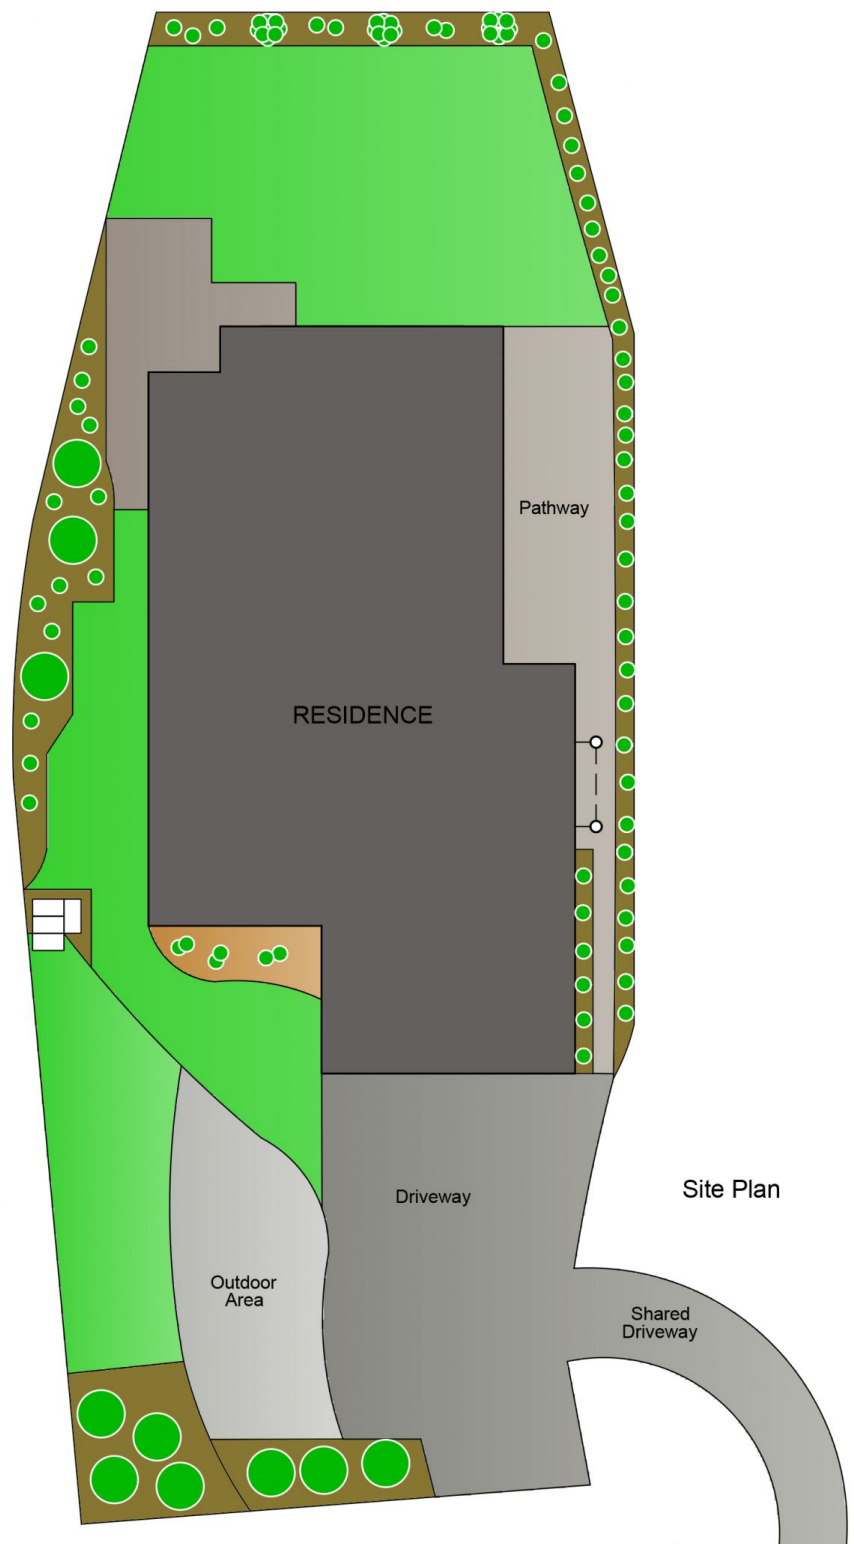 Pathway
RESIDENCE
Site Plan
Driveway
Outdoor
Area
Shared
Driveway